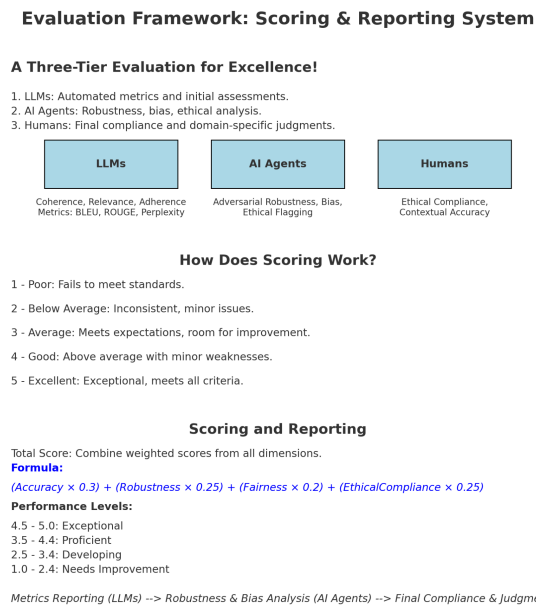 Evaluation Framework: Scoring & Reporting System
A Three-Tier Evaluation for Excellence!
1. LLMs: Automated metrics and initial assessments.
2. AI Agents: Robustness, bias, ethical analysis.
3. Humans: Final compliance and domain-specific judgments.
LLMs
AI Agents
Humans
Coherence, Relevance, Adherence
Metrics: BLEU, ROUGE, Perplexity
Adversarial Robustness, Bias,
Ethical Flagging
Ethical Compliance,
Contextual Accuracy
How Does Scoring Work?
1 - Poor: Fails to meet standards.
2 - Below Average: Inconsistent, minor issues.
3 - Average: Meets expectations, room for improvement.
4 - Good: Above average with minor weaknesses.
5 - Excellent: Exceptional, meets all criteria.
Scoring and Reporting
Total Score: Combine weighted scores from all dimensions.
Formula:
(Accuracy × 0.3) + (Robustness × 0.25) + (Fairness × 0.2) + (EthicalCompliance × 0.25)
Performance Levels:
4.5 - 5.0: Exceptional
3.5 - 4.4: Proficient
2.5 - 3.4: Developing
1.0 - 2.4: Needs Improvement
Metrics Reporting (LLMs) --> Robustness & Bias Analysis (AI Agents) --> Final Compliance &